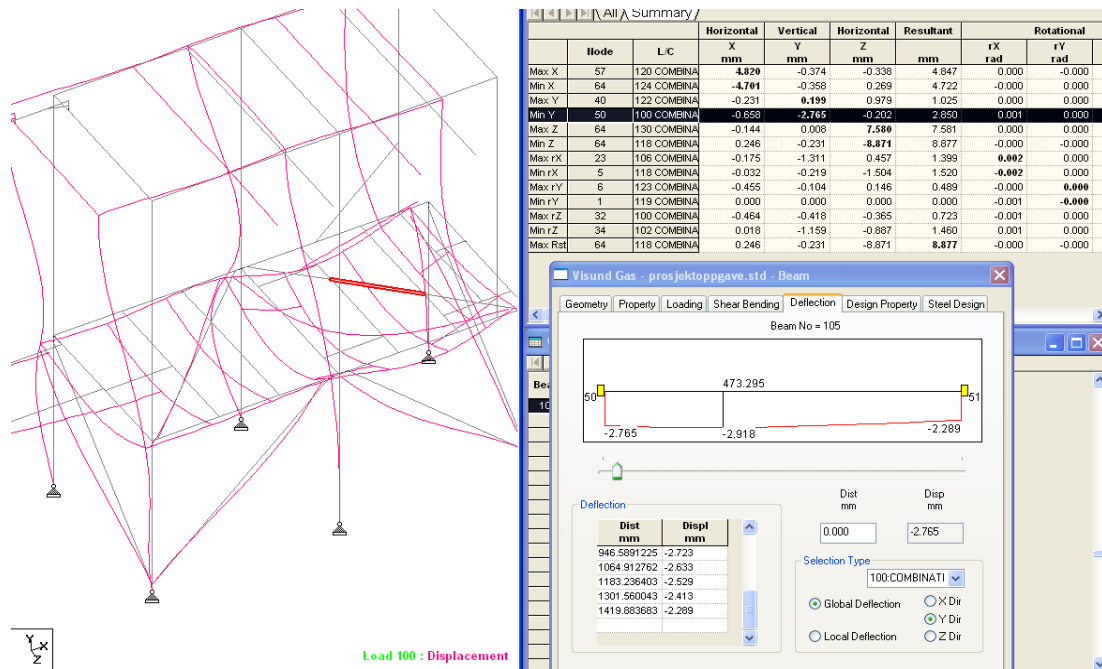 All Summary
Horizontal Vertical Horizontal Resultant Rotational
Node L/C X mm Y mm Z mm mm rX rad rY rad
Max X 57 120 COMBINA 4.820 -0.374 -0.338 4.847 0.000 -0.000
Min X 64 124 COMBINA -4.701 -0.358 0.269 4.722 -0.000 0.000
Max Y 40 122 COMBINA -0.231 0.199 0.979 1.025 0.000 0.000
Min Y 50 100 COMBINA -0.658 -2.765 -0.202 2.850 0.001 0.000
Max Z 64 130 COMBINA -0.144 0.008 7.580 7.581 0.000 0.000
Min Z 64 118 COMBINA 0.246 -0.231 -8.871 8.877 -0.000 0.000
Max rX 23 106 COMBINA -0.175 -1.311 0.457 1.399 0.002 0.000
Min rX 5 118 COMBINA -0.032 -0.219 -1.504 1.520 -0.002 0.000
Max rY 6 123 COMBINA -0.455 -0.104 0.146 0.489 -0.000 0.000
Min rY 1 119 COMBINA 0.000 0.000 0.000 0.000 -0.001 -0.000
Max rZ 32 100 COMBINA -0.464 -0.418 -0.365 0.723 -0.001 0.000
Min rZ 34 102 COMBINA 0.018 -1.159 -0.887 1.460 0.001 0.000
Max Rst 64 118 COMBINA 0.246 -0.231 -8.871 8.877 -0.000 -0.000
Visund Gas - prosjektoppgave.std - Beam
Geometry Property Loading Shear Bending Deflection Design Property Steel Design
Beam No = 105
473.295
50 51
-2.765 -2.918 -2.289
Deflection
Dist mm Displ mm
946.5891225 -2.723
1064.912762 -2.633
1183.236403 -2.529
1301.560043 -2.413
1419.883683 -2.289
Dist mm Disp mm
0.000 -2.765
Selection Type
100:COMBINATI
Global Deflection X Dir
Y Dir
Local Deflection Z Dir
Y X
Z
Load 100 : Displacement